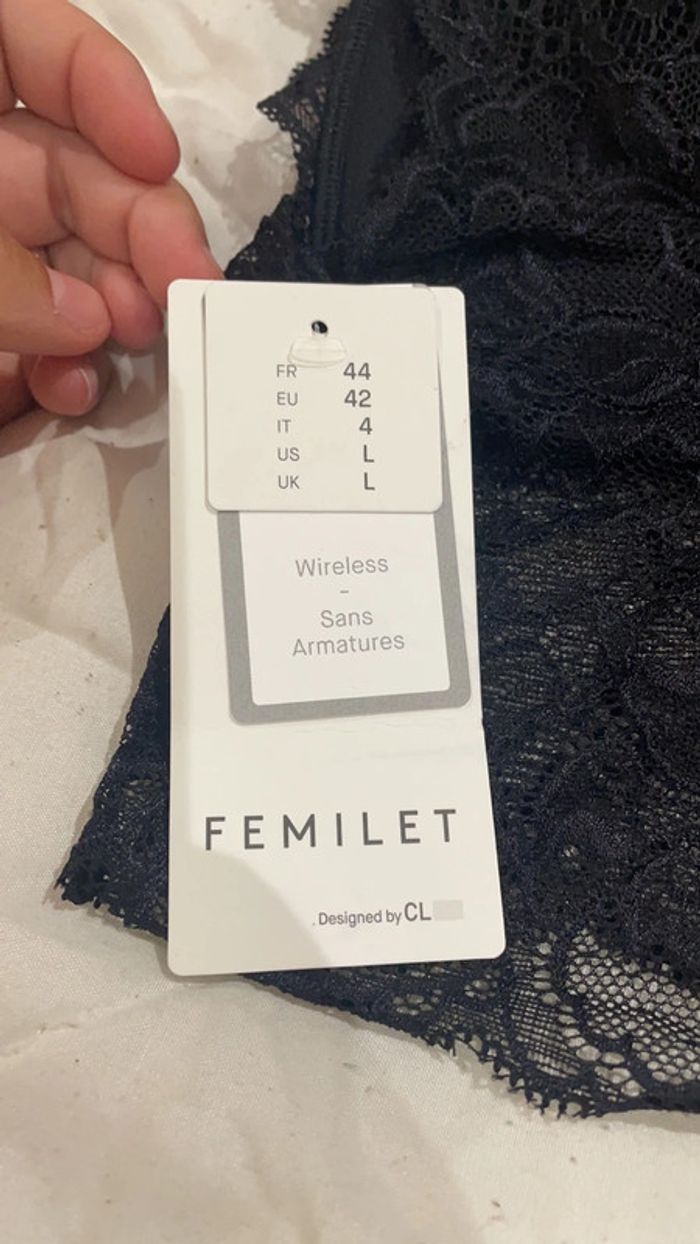 FR 44
EU 42
IT 4
US L
UK L
Wireless
-
Sans
Armatures
FEMILET
. Designed by CL